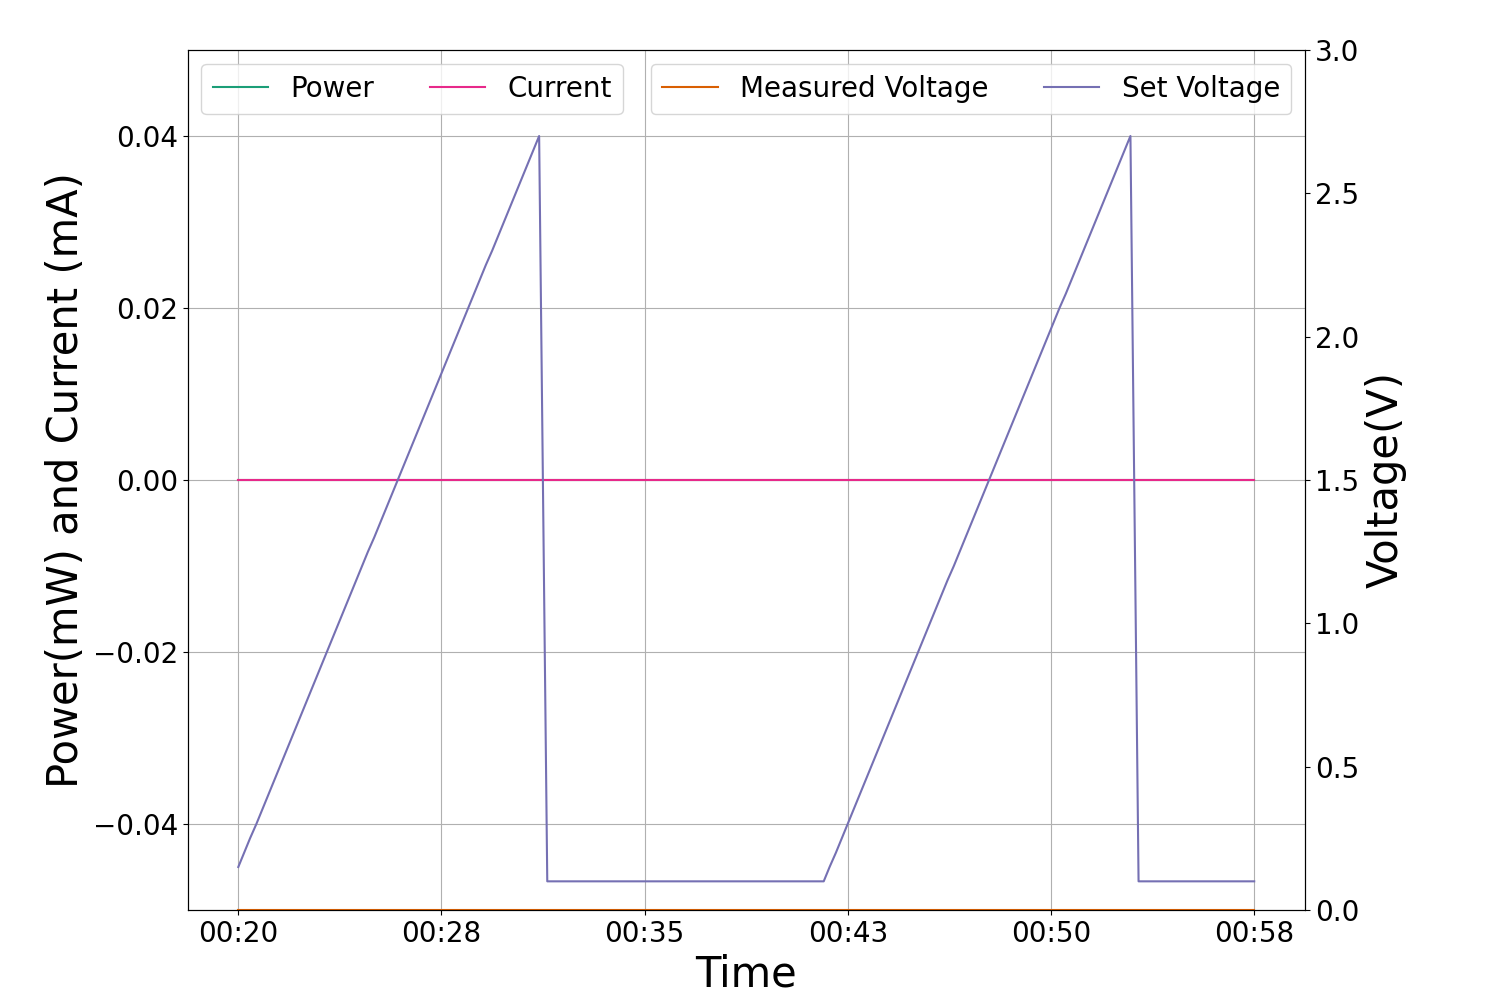 Power Current Measured Voltage Set Voltage
3.0
0.04
2.5
0.02
2.0
0.00
1.5
−0.02
1.0
−0.04
0.5
0.0
Power(mW) and Current (mA)
Voltage(V)
00:20 00:28 00:35 00:43 00:50 00:58
Time